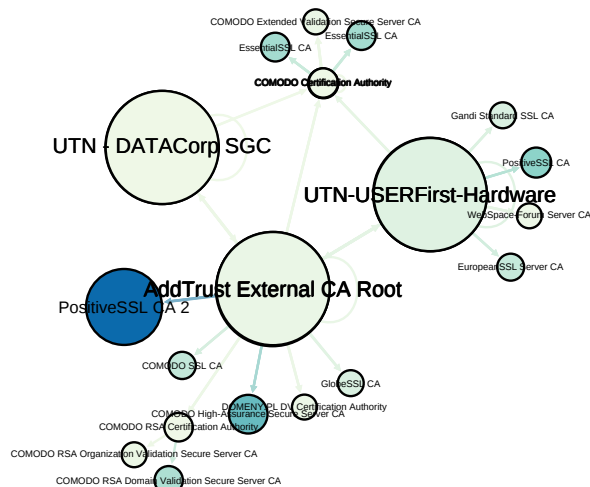 COMODO Extended Validation Secure Server CA
EssentialSSL CA
EssentialSSL CA
COMODO Certification Authority
Gandi Standard SSL CA
UTN - DATACorp SGC
PositiveSSL CA
UTN-USERFirst-Hardware
WebSpace-Forum Server CA
EuropeanSSL Server CA
AddTrust External CA Root
PositiveSSL CA 2
COMODO SSL CA
GlobeSSL CA
DOMENY.PL DV Certification Authority
COMODO High-Assurance Secure Server CA
COMODO RSA Certification Authority
COMODO RSA Organization Validation Secure Server CA
COMODO RSA Domain Validation Secure Server CA